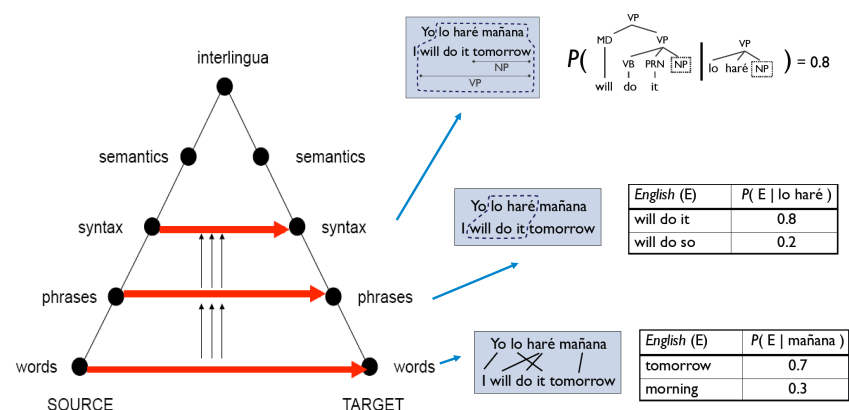 interlingua
semantics
semantics
syntax
syntax
phrases
phrases
words
words
SOURCE
TARGET
Yo lo haré mañana
I will do it tomorrow
NP
VP
P(
VP
MD
VP
VB PRN NP
will do it
|
VP
lo haré NP
) = 0.8
Yo lo haré mañana
I will do it tomorrow
English (E) P( E | lo haré )
will do it 0.8
will do so 0.2
Yo lo haré mañana
I will do it tomorrow
English (E) P( E | mañana )
tomorrow 0.7
morning 0.3